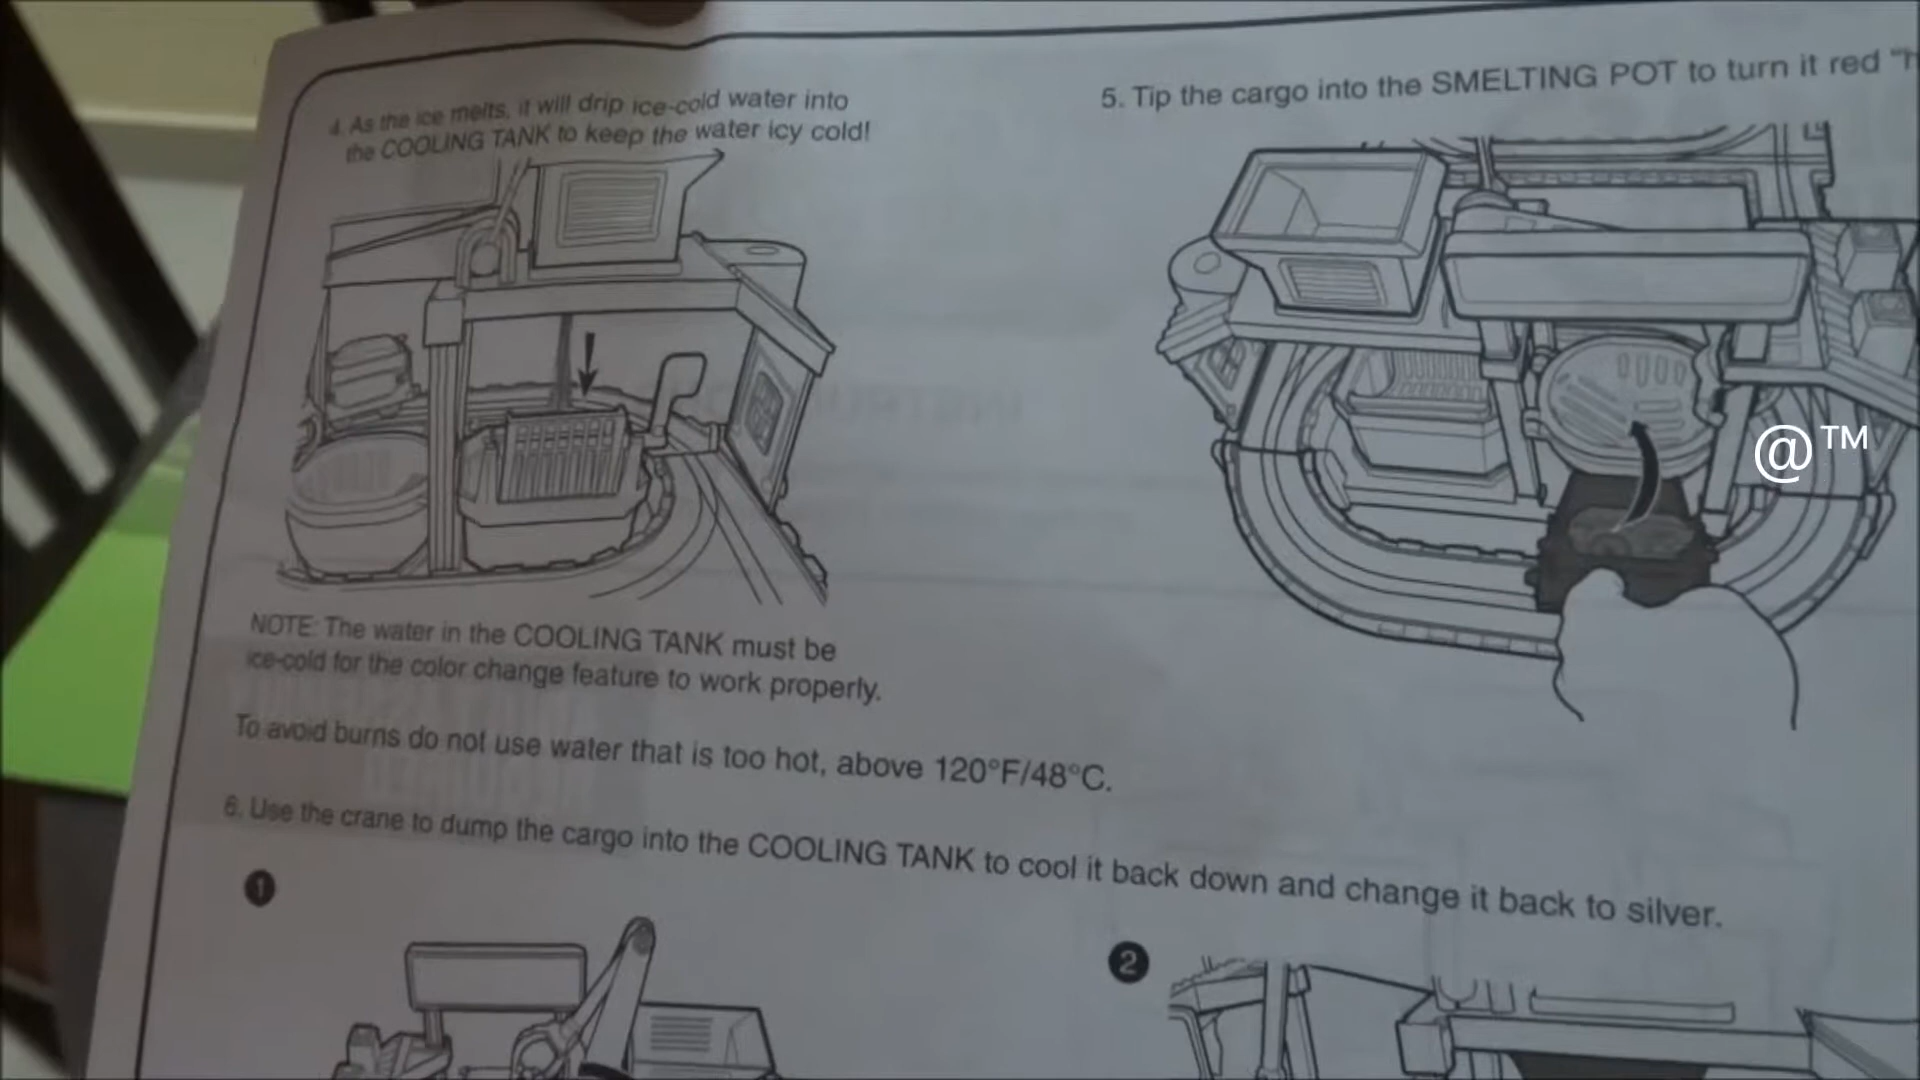 4. As the ice melts, it will drip ice-cold water into
the COOLING TANK to keep the water icy cold!
5. Tip the cargo into the SMELTING POT to turn it red
@™
NOTE: The water in the COOLING TANK must be
ice-cold for the color change feature to work properly.
To avoid burns do not use water that is too hot, above 120°F/48°C.
6. Use the crane to dump the cargo into the COOLING TANK to cool it back down and change it back to silver.
1
2